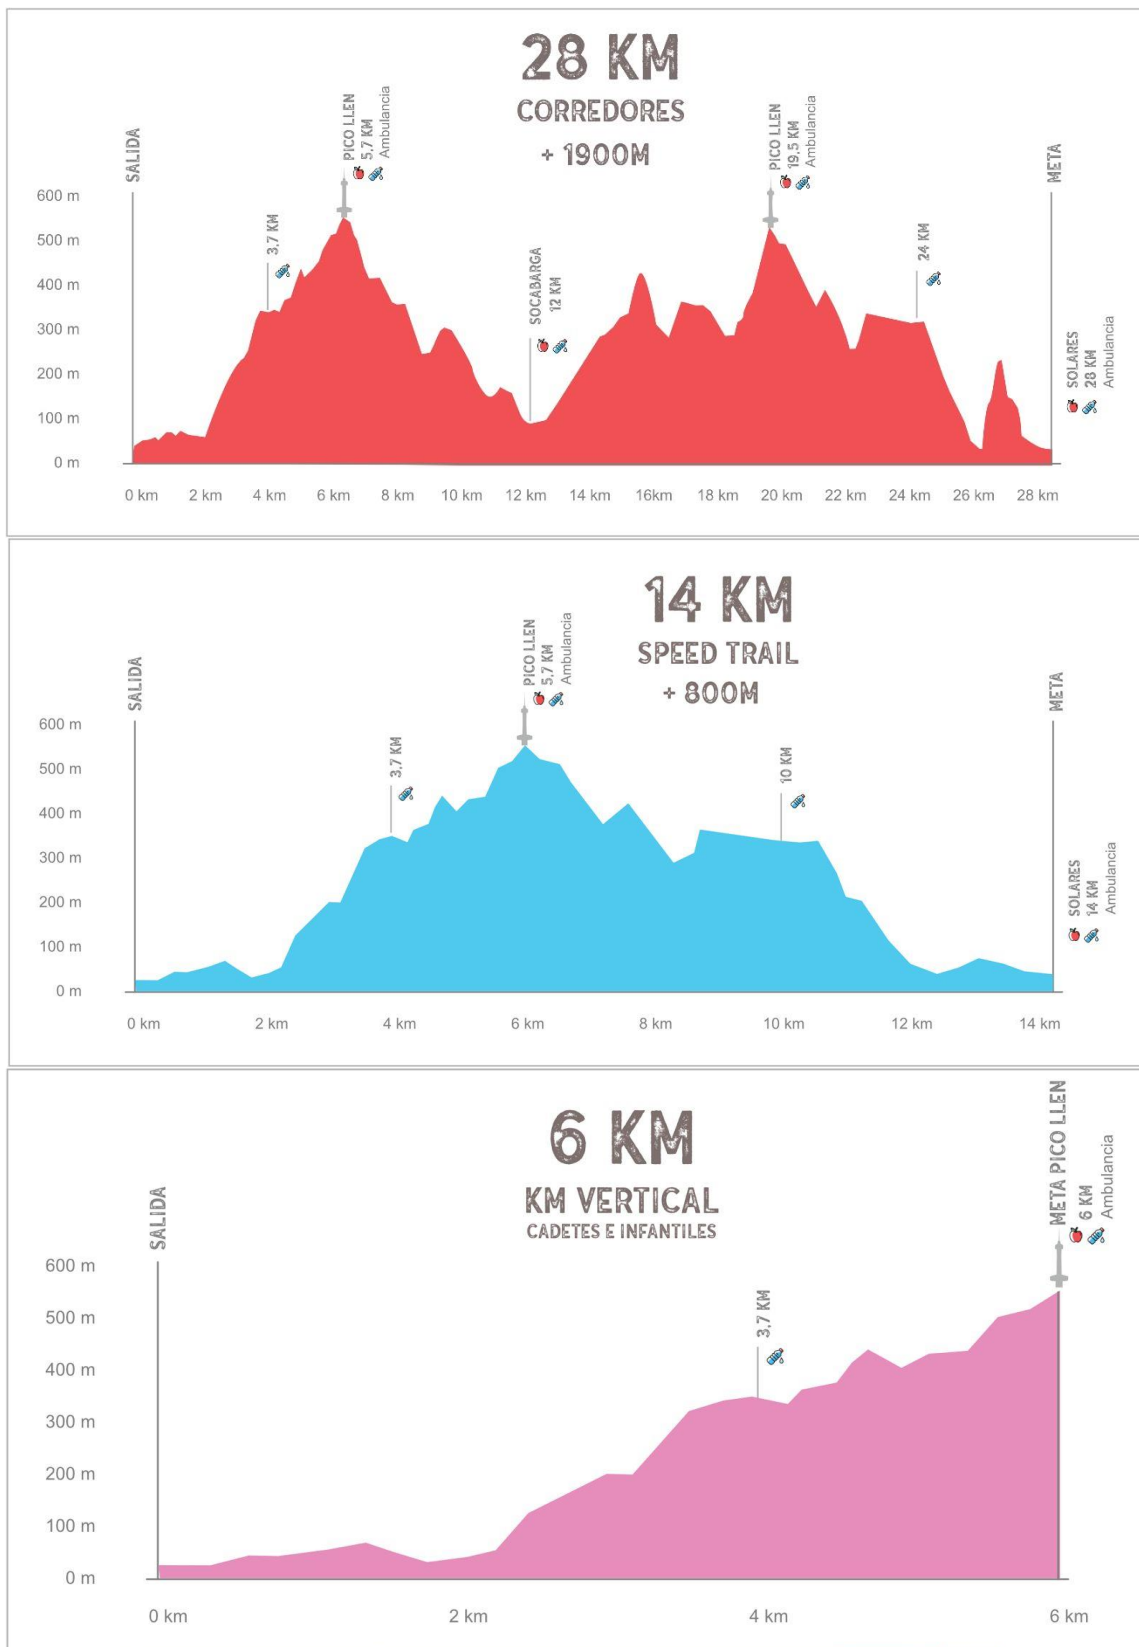 28 KM
CORREDORES
+ 1900M
SALIDA
3.7 KM
PICO LLEN
5.7 KM
Ambulancia
SOCABARGA
12 KM
PICO LLEN
19.5 KM
Ambulancia
24 KM
META
SOLARES
28 KM
Ambulancia
600 m
500 m
400 m
300 m
200 m
100 m
0 m
0 km 2 km 4 km 6 km 8 km 10 km 12 km 14 km 16km 18 km 20 km 22 km 24 km 26 km 28 km
14 KM
SPEED TRAIL
+ 800M
SALIDA
3.7 KM
PICO LLEN
5.7 KM
Ambulancia
10 KM
META
SOLARES
14 KM
Ambulancia
600 m
500 m
400 m
300 m
200 m
100 m
0 m
0 km 2 km 4 km 6 km 8 km 10 km 12 km 14 km
6 KM
KM VERTICAL
CADETES E INFANTILES
SALIDA
3.7 KM
META PICO LLEN
6 KM
Ambulancia
600 m
500 m
400 m
300 m
200 m
100 m
0 m
0 km 2 km 4 km 6 km